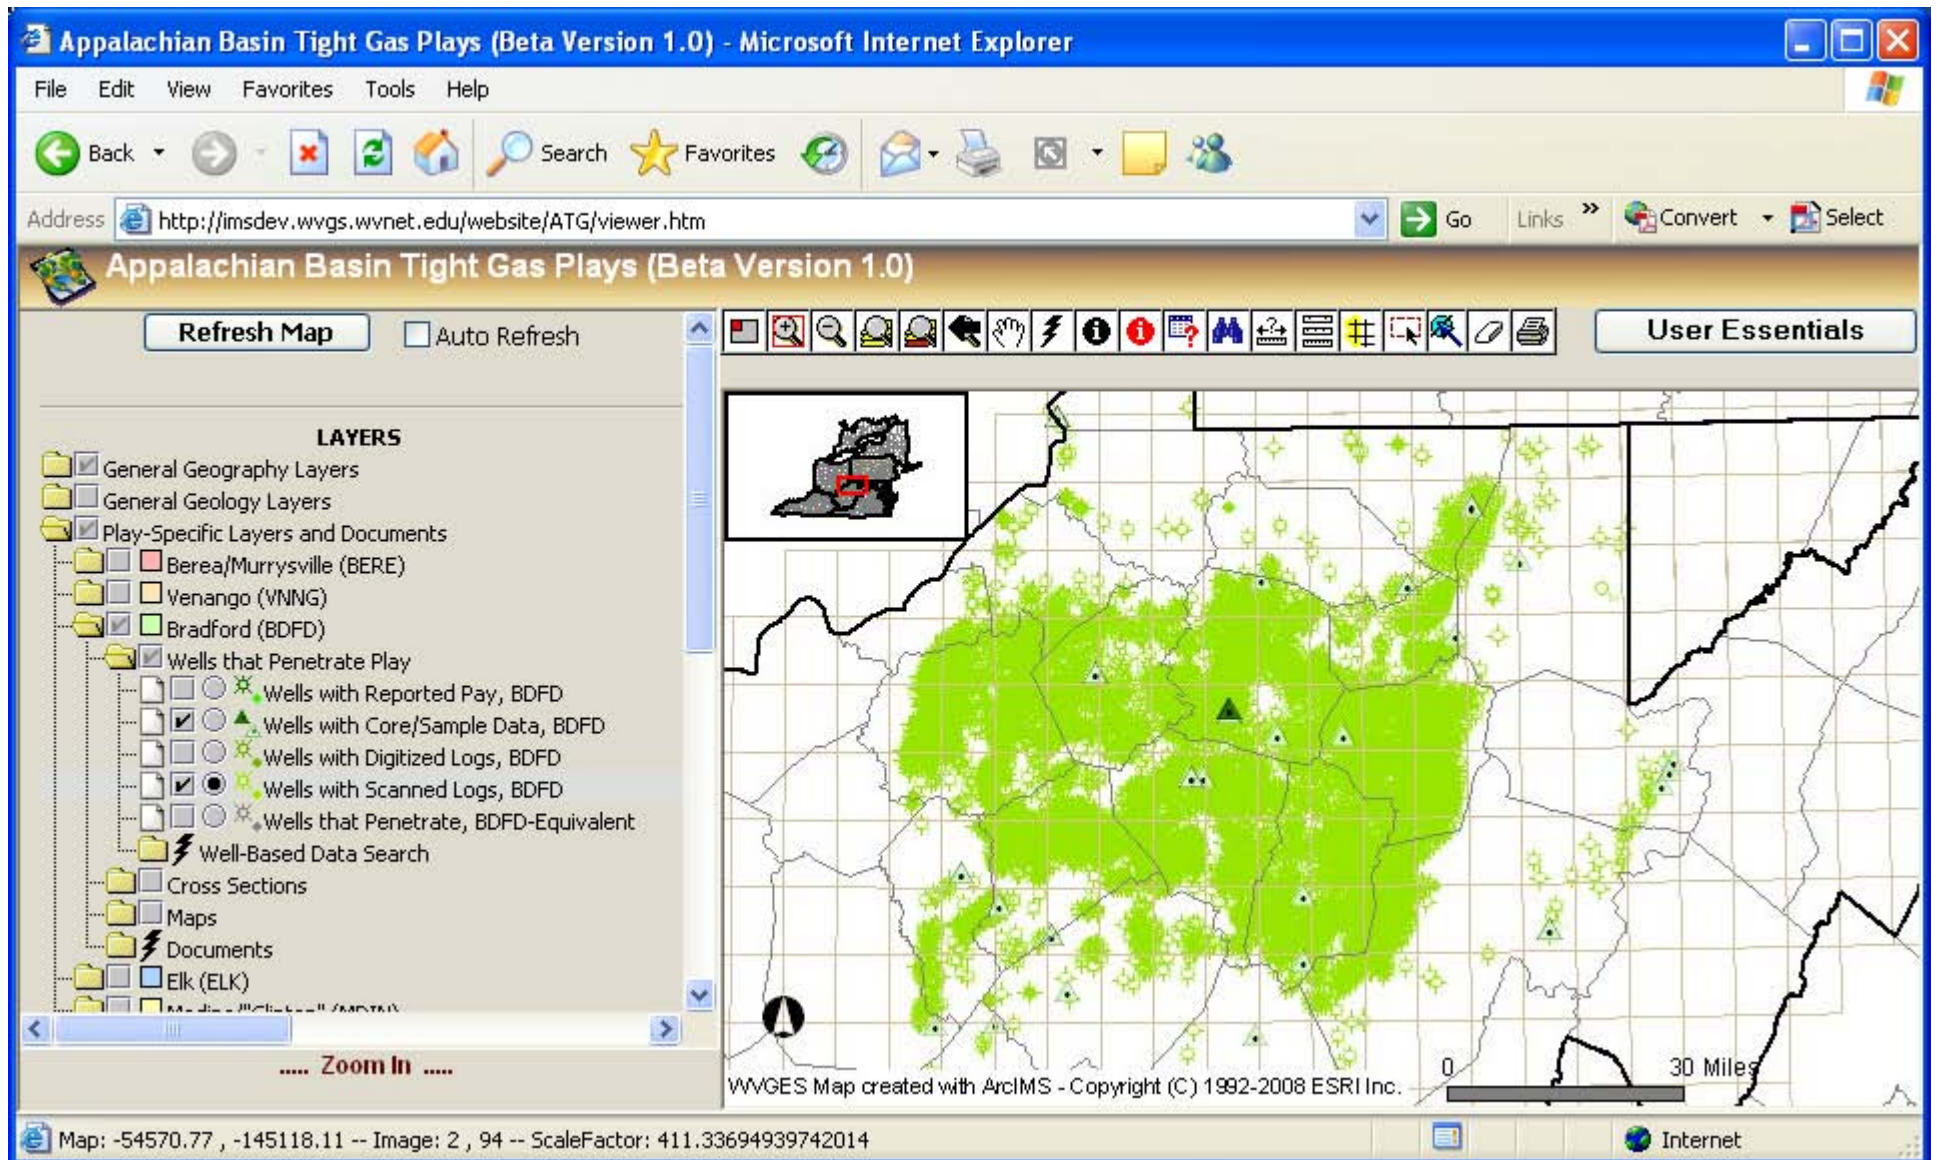 Appalachian Basin Tight Gas Plays (Beta Version 1.0) - Microsoft Internet Explorer
File Edit View Favorites Tools Help
Back Search Favorites
Address http://imsdev.wvgs.wvnet.edu/website/ATG/viewer.htm Go Links » Convert Select
Appalachian Basin Tight Gas Plays (Beta Version 1.0)
Refresh Map Auto Refresh User Essentials
LAYERS
General Geography Layers
General Geology Layers
Play-Specific Layers and Documents
Berea/Murrysville (BERE)
Venango (VNNG)
Bradford (BDFD)
Wells that Penetrate Play
Wells with Reported Pay, BDFD
Wells with Core/Sample Data, BDFD
Wells with Digitized Logs, BDFD
Wells with Scanned Logs, BDFD
Wells that Penetrate, BDFD-Equivalent
Well-Based Data Search
Cross Sections
Maps
Documents
Elk (ELK)
..... Zoom In .....
0 30 Miles
WVGES Map created with ArcIMS - Copyright (C) 1992-2008 ESRI Inc.
Map: -54570.77 , -145118.11 -- Image: 2 , 94 -- ScaleFactor: 411.33694939742014 Internet